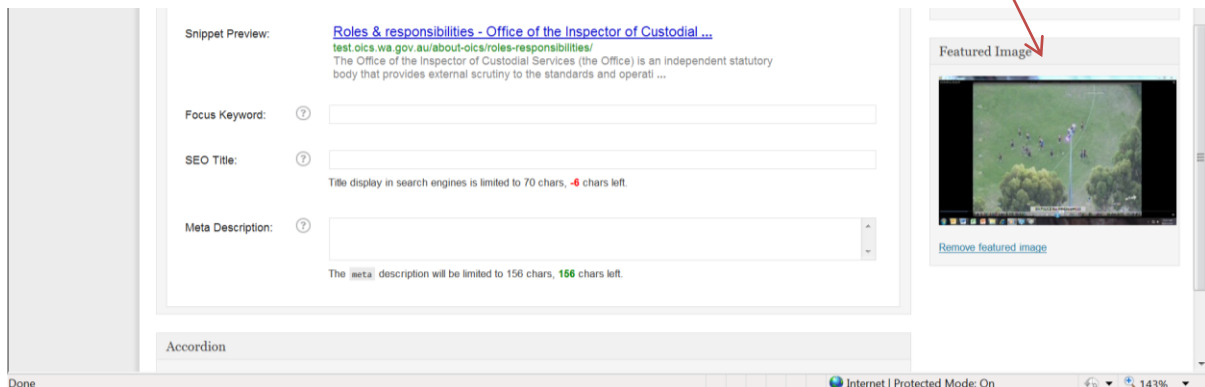 Snippet Preview:
Roles & responsibilities - Office of the Inspector of Custodial ...
test.oics.wa.gov.au/about-oics/roles-responsibilities/
The Office of the Inspector of Custodial Services (the Office) is an independent statutory
body that provides external scrutiny to the standards and operati ...
Focus Keyword: ?
SEO Title: ?
Title display in search engines is limited to 70 chars, -6 chars left.
Meta Description: ?
The meta description will be limited to 156 chars, 156 chars left.
Accordion
Featured Image
Remove featured image
Done
Internet | Protected Mode: On
143%